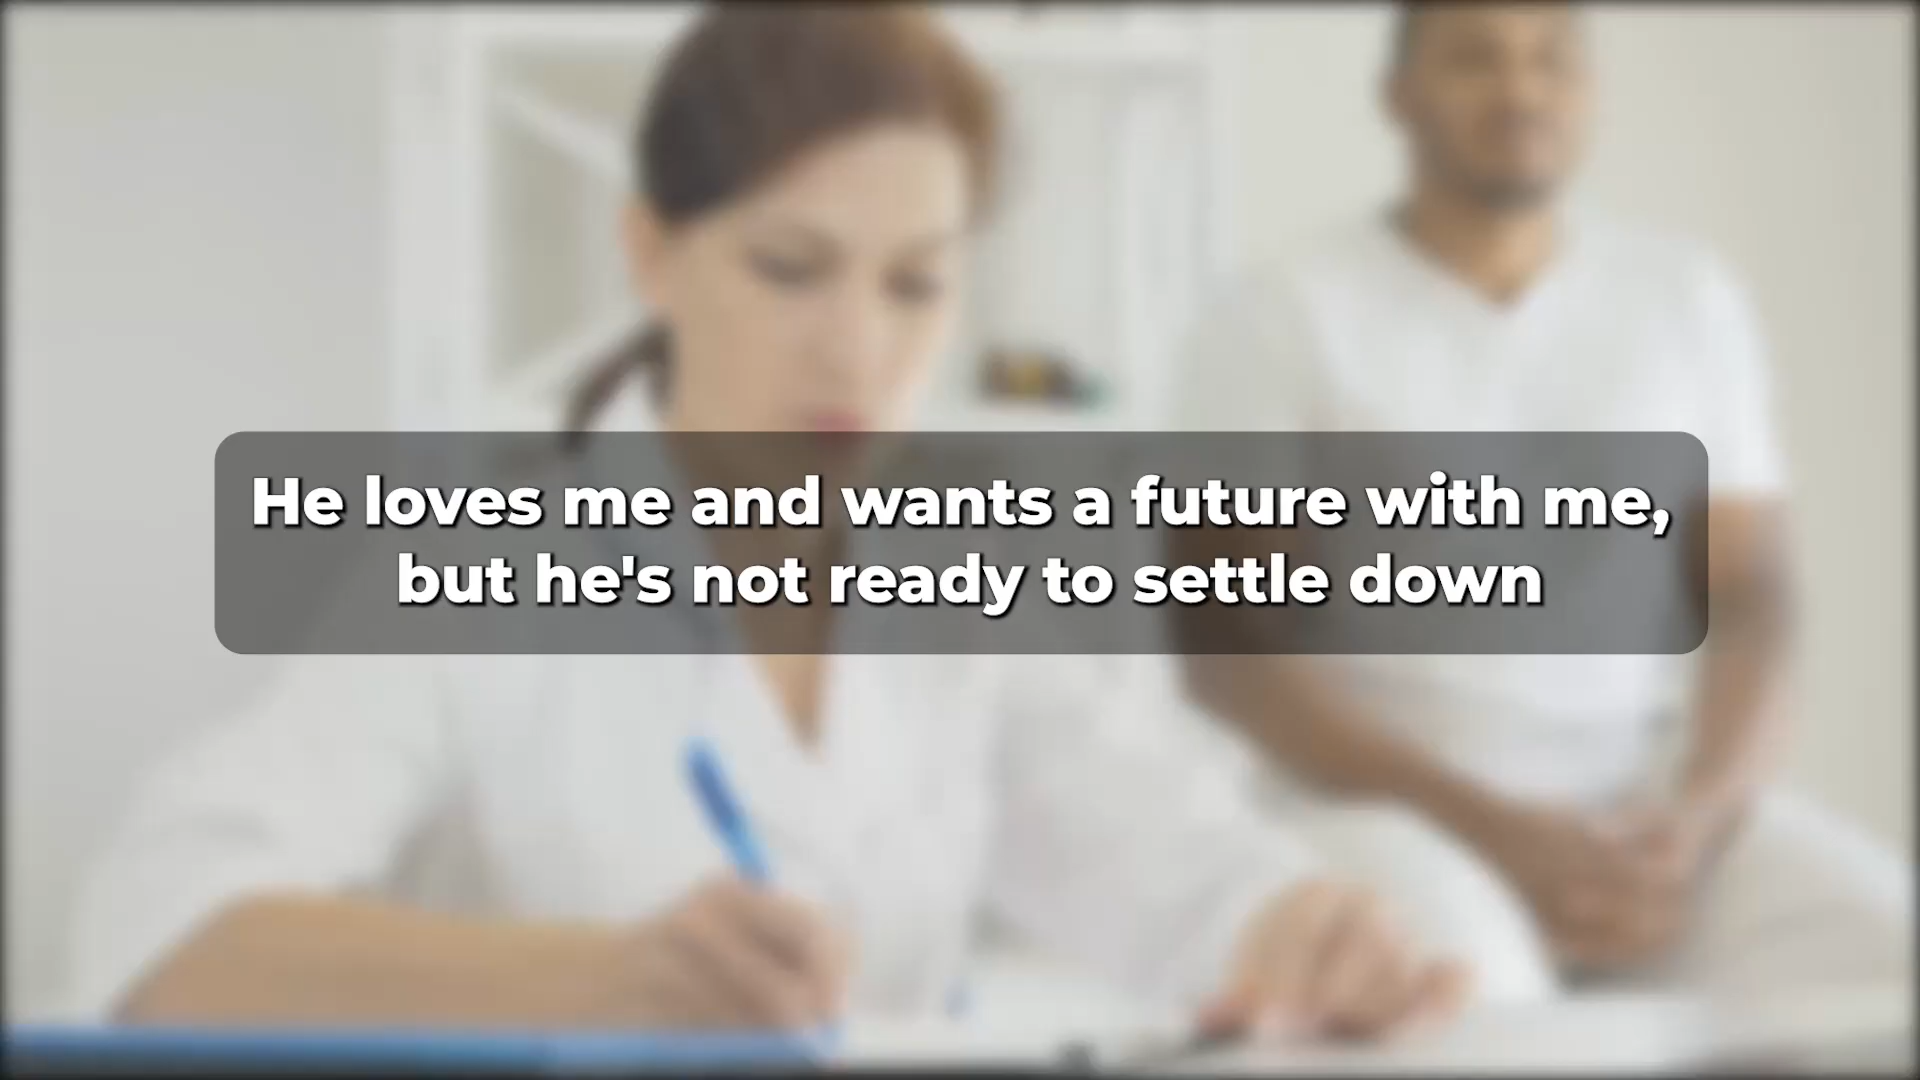 He loves me and wants a future with me,
but he's not ready to settle down